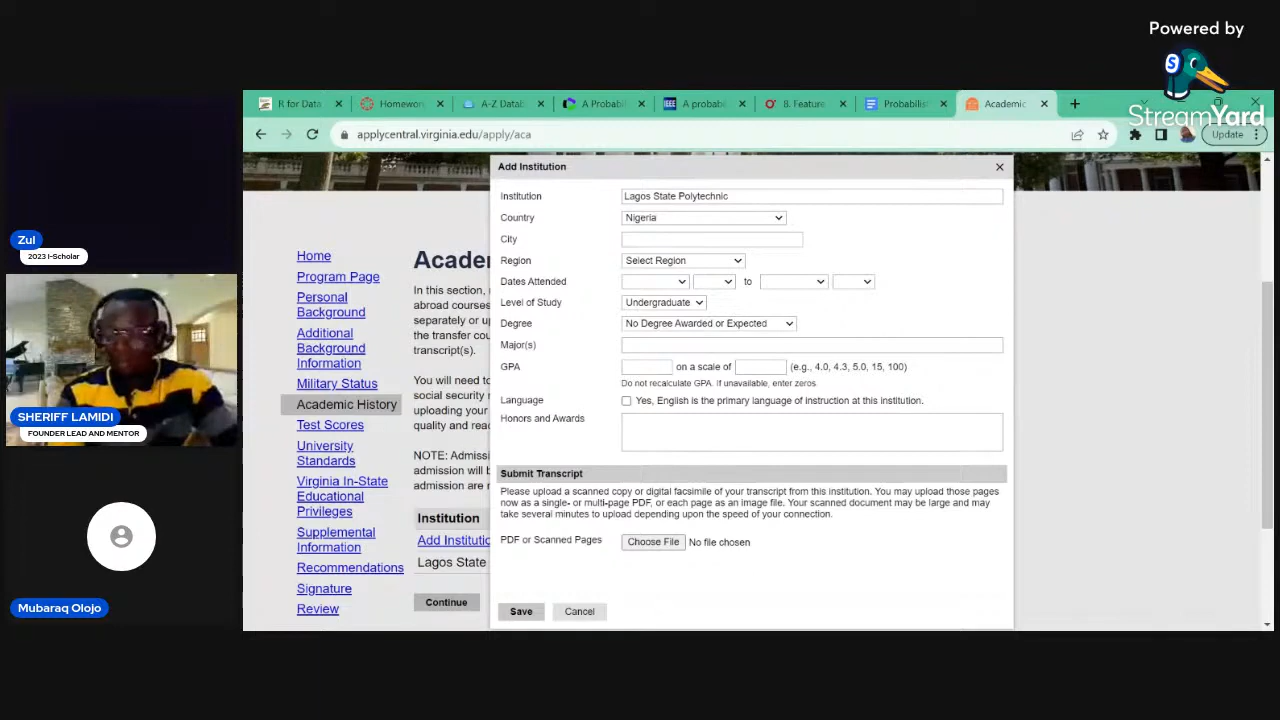 Powered by
StreamYard
R for Data
Homework
A-Z Datab
A Probabi
A probabi
8. Feature
Probabilist
Academic
applycentral.virginia.edu/apply/aca
Update
Zul
2023 I-Scholar
SHERIFF LAMIDI
FOUNDER LEAD AND MENTOR
Mubaraq Olojo
Home
Program Page
Personal
Background
Additional
Background
Information
Military Status
Academic History
Test Scores
University
Standards
Virginia In-State
Educational
Privileges
Supplemental
Information
Recommendations
Signature
Review
Acade
In this section,
abroad courses
separately or u
the transfer cou
transcript(s).
You will need to
social security
uploading your
quality and rea
NOTE: Admiss
admission will b
admission are r
Institution
Add Institutio
Lagos State
Continue
Add Institution
Institution Lagos State Polytechnic
Country Nigeria
City
Region Select Region
Dates Attended to
Level of Study Undergraduate
Degree No Degree Awarded or Expected
Major(s)
GPA on a scale of (e.g., 4.0, 4.3, 5.0, 15, 100)
Do not recalculate GPA. If unavailable, enter zeros.
Language Yes, English is the primary language of instruction at this institution.
Honors and Awards
Submit Transcript
Please upload a scanned copy or digital facsimile of your transcript from this institution. You may upload those pages
now as a single- or multi-page PDF, or each page as an image file. Your scanned document may be large and may
take several minutes to upload depending upon the speed of your connection.
PDF or Scanned Pages Choose File No file chosen
Save Cancel